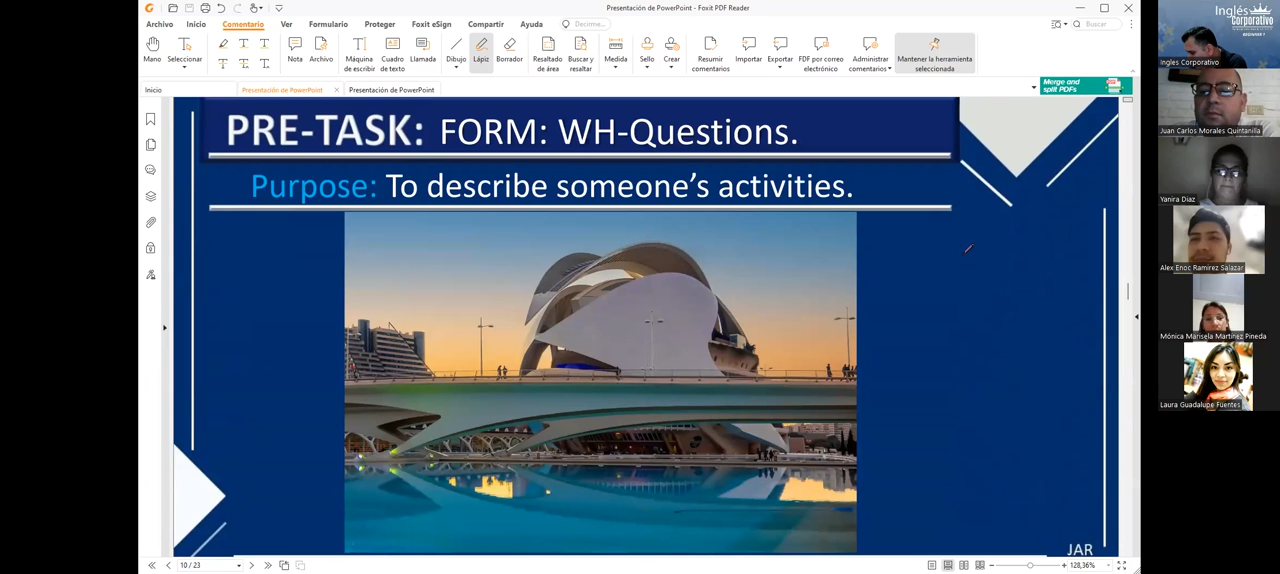 Presentación de PowerPoint - Foxit PDF Reader
Archivo Inicio Comentario Ver Formulario Proteger Foxit eSign Compartir Ayuda Decirme... Buscar
Mano Seleccionar Nota Archivo Máquina de escribir Cuadro de texto Llamada Dibujo Lápiz Borrador Resaltado de área Buscar y resaltar Medida Sello Crear Resumir comentarios Importar Exportar PDF por correo electrónico Administrar comentarios Mantener la herramienta seleccionada
Inicio Presentación de PowerPoint Presentación de PowerPoint
Merge and
split PDFs
PRE-TASK: FORM: WH-Questions.
Purpose: To describe someone's activities.
JAR
10 / 23
128,36%
Inglés
Corporativo
BEGINNER 1
Ingles Corporativo
Juan Carlos Morales Quintanilla
Yanira Diaz
Alex Enoc Ramirez Salazar
Mónica Marisela Martinez Pineda
Laura Guadalupe Fuentes